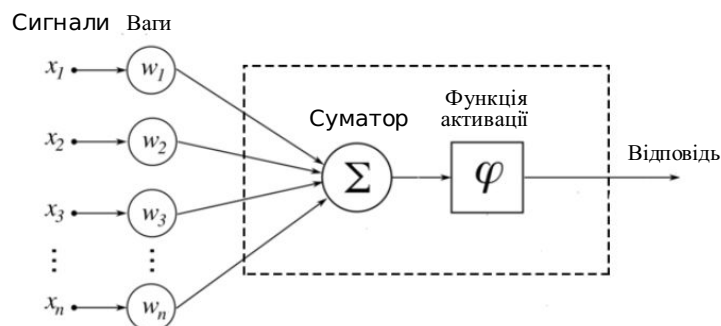 Сигнали Ваги
x1 w1
x2 w2
x3 w3
⋮ ⋮
xn wn
Суматор
Σ
Функція
активації
φ
Відповідь